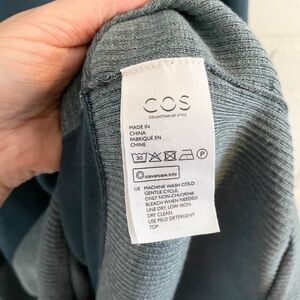 COS
COLLECTION OF STYLE
MADE IN
CHINA
FABRIQUÉ EN
CHINE
30 P
clevercare.info
US MACHINE WASH COLD
GENTLE CYCLE.
ONLY NON-CHLORINE
BLEACH WHEN NEEDED.
LINE DRY. LOW IRON.
DRY CLEAN.
USE MILD DETERGENT
TOP.